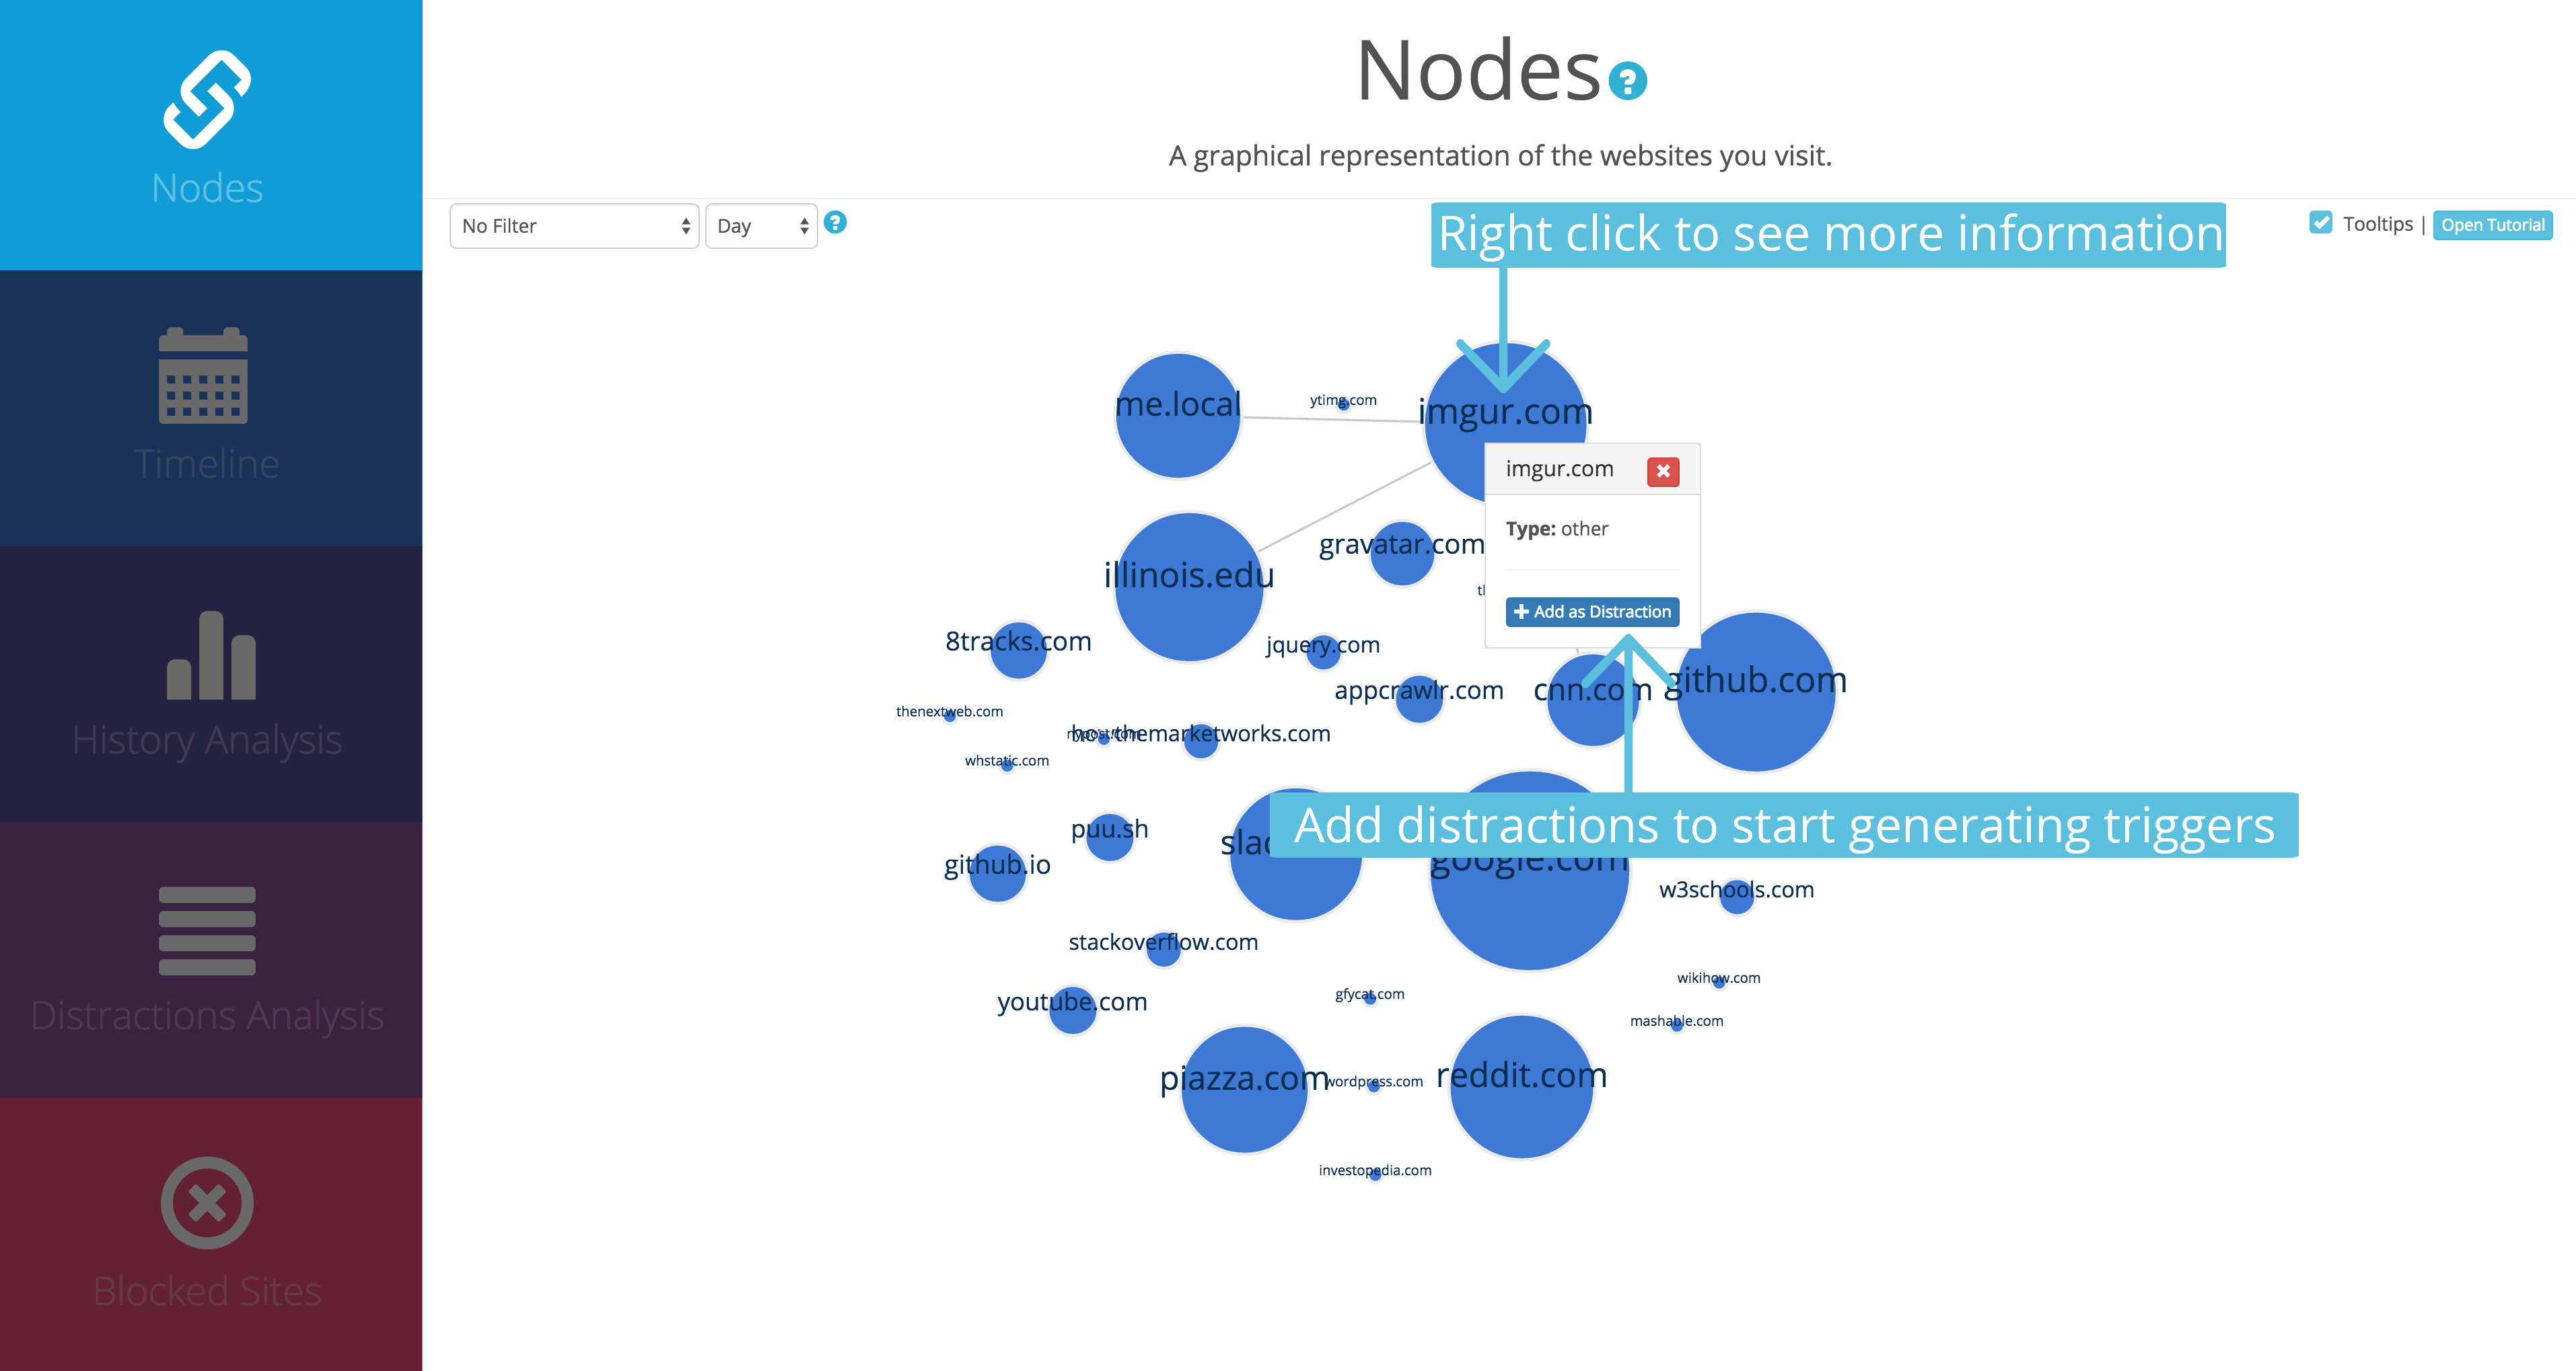 Nodes
Timeline
History Analysis
Distractions Analysis
Blocked Sites
Nodes
A graphical representation of the websites you visit.
No Filter
Day
Tooltips | Open Tutorial
Right click to see more information
me.local
ytimg.com
imgur.com
imgur.com
Type: other
Add as Distraction
gravatar.com
illinois.edu
8tracks.com
jquery.com
appcrawlr.com
cnn.com
github.com
thenextweb.com
whstatic.com
Add distractions to start generating triggers
puu.sh
google.com
github.io
w3schools.com
stackoverflow.com
wikihow.com
gfycat.com
youtube.com
mashable.com
piazza.com
wordpress.com
reddit.com
investopedia.com